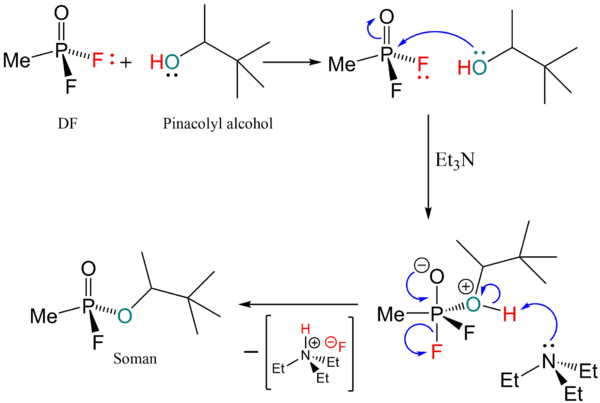 O O
Me P F: + HO Me P F HO
F F
DF Pinacolyl alcohol
Et₃N
O O ⊖ ⊕
Me P O Me P O H
F F F
Soman − H N ⊕ ⊖F Et Et Et N Et Et Et